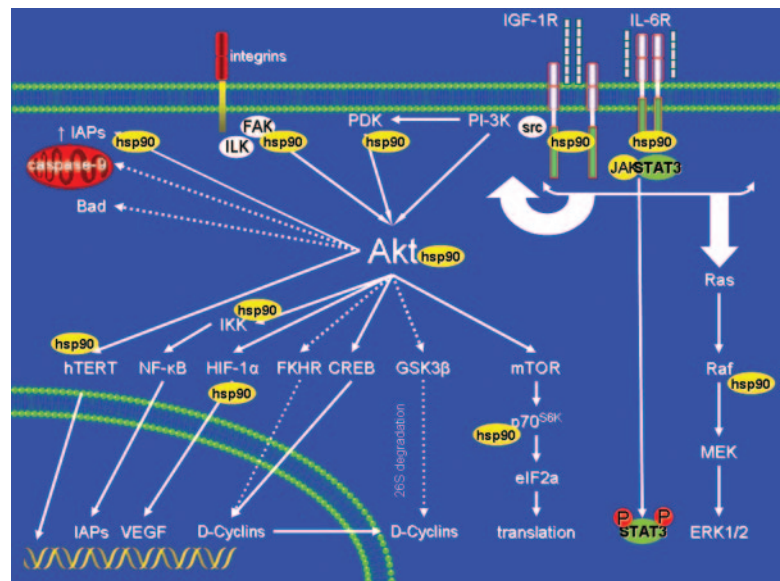 IGF-1R
IL-6R
integrins
FAK
ILK
hsp90
PDK
hsp90
PI-3K
src
hsp90
hsp90
JAK
STAT3
↑ IAPs
hsp90
caspase-9
Bad
Akt
hsp90
Ras
hsp90
IKK
hsp90
hTERT
NF-κB
HIF-1α
hsp90
FKHR
CREB
GSK3β
mTOR
Raf
hsp90
p70S6K
hsp90
26S degradation
MEK
eIF2a
IAPs
VEGF
D-Cyclins
D-Cyclins
translation
P
P
STAT3
ERK1/2